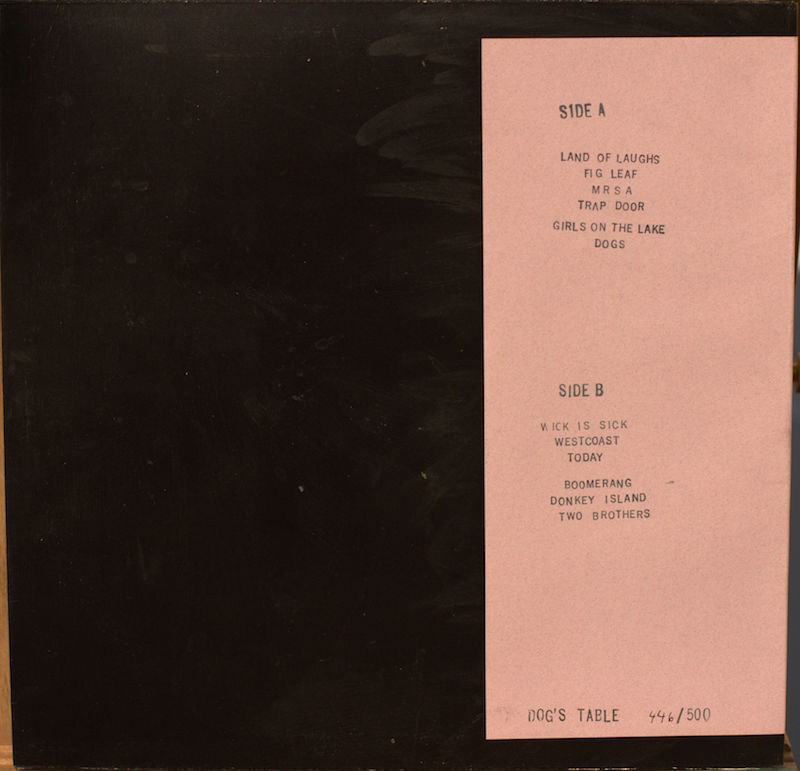 SIDE A
LAND OF LAUGHS
FIG LEAF
MRSA
TRAP DOOR
GIRLS ON THE LAKE
DOGS
SIDE B
WICK IS SICK
WESTCOAST
TODAY
BOOMERANG
DONKEY ISLAND
TWO BROTHERS
DOG'S TABLE 446/500